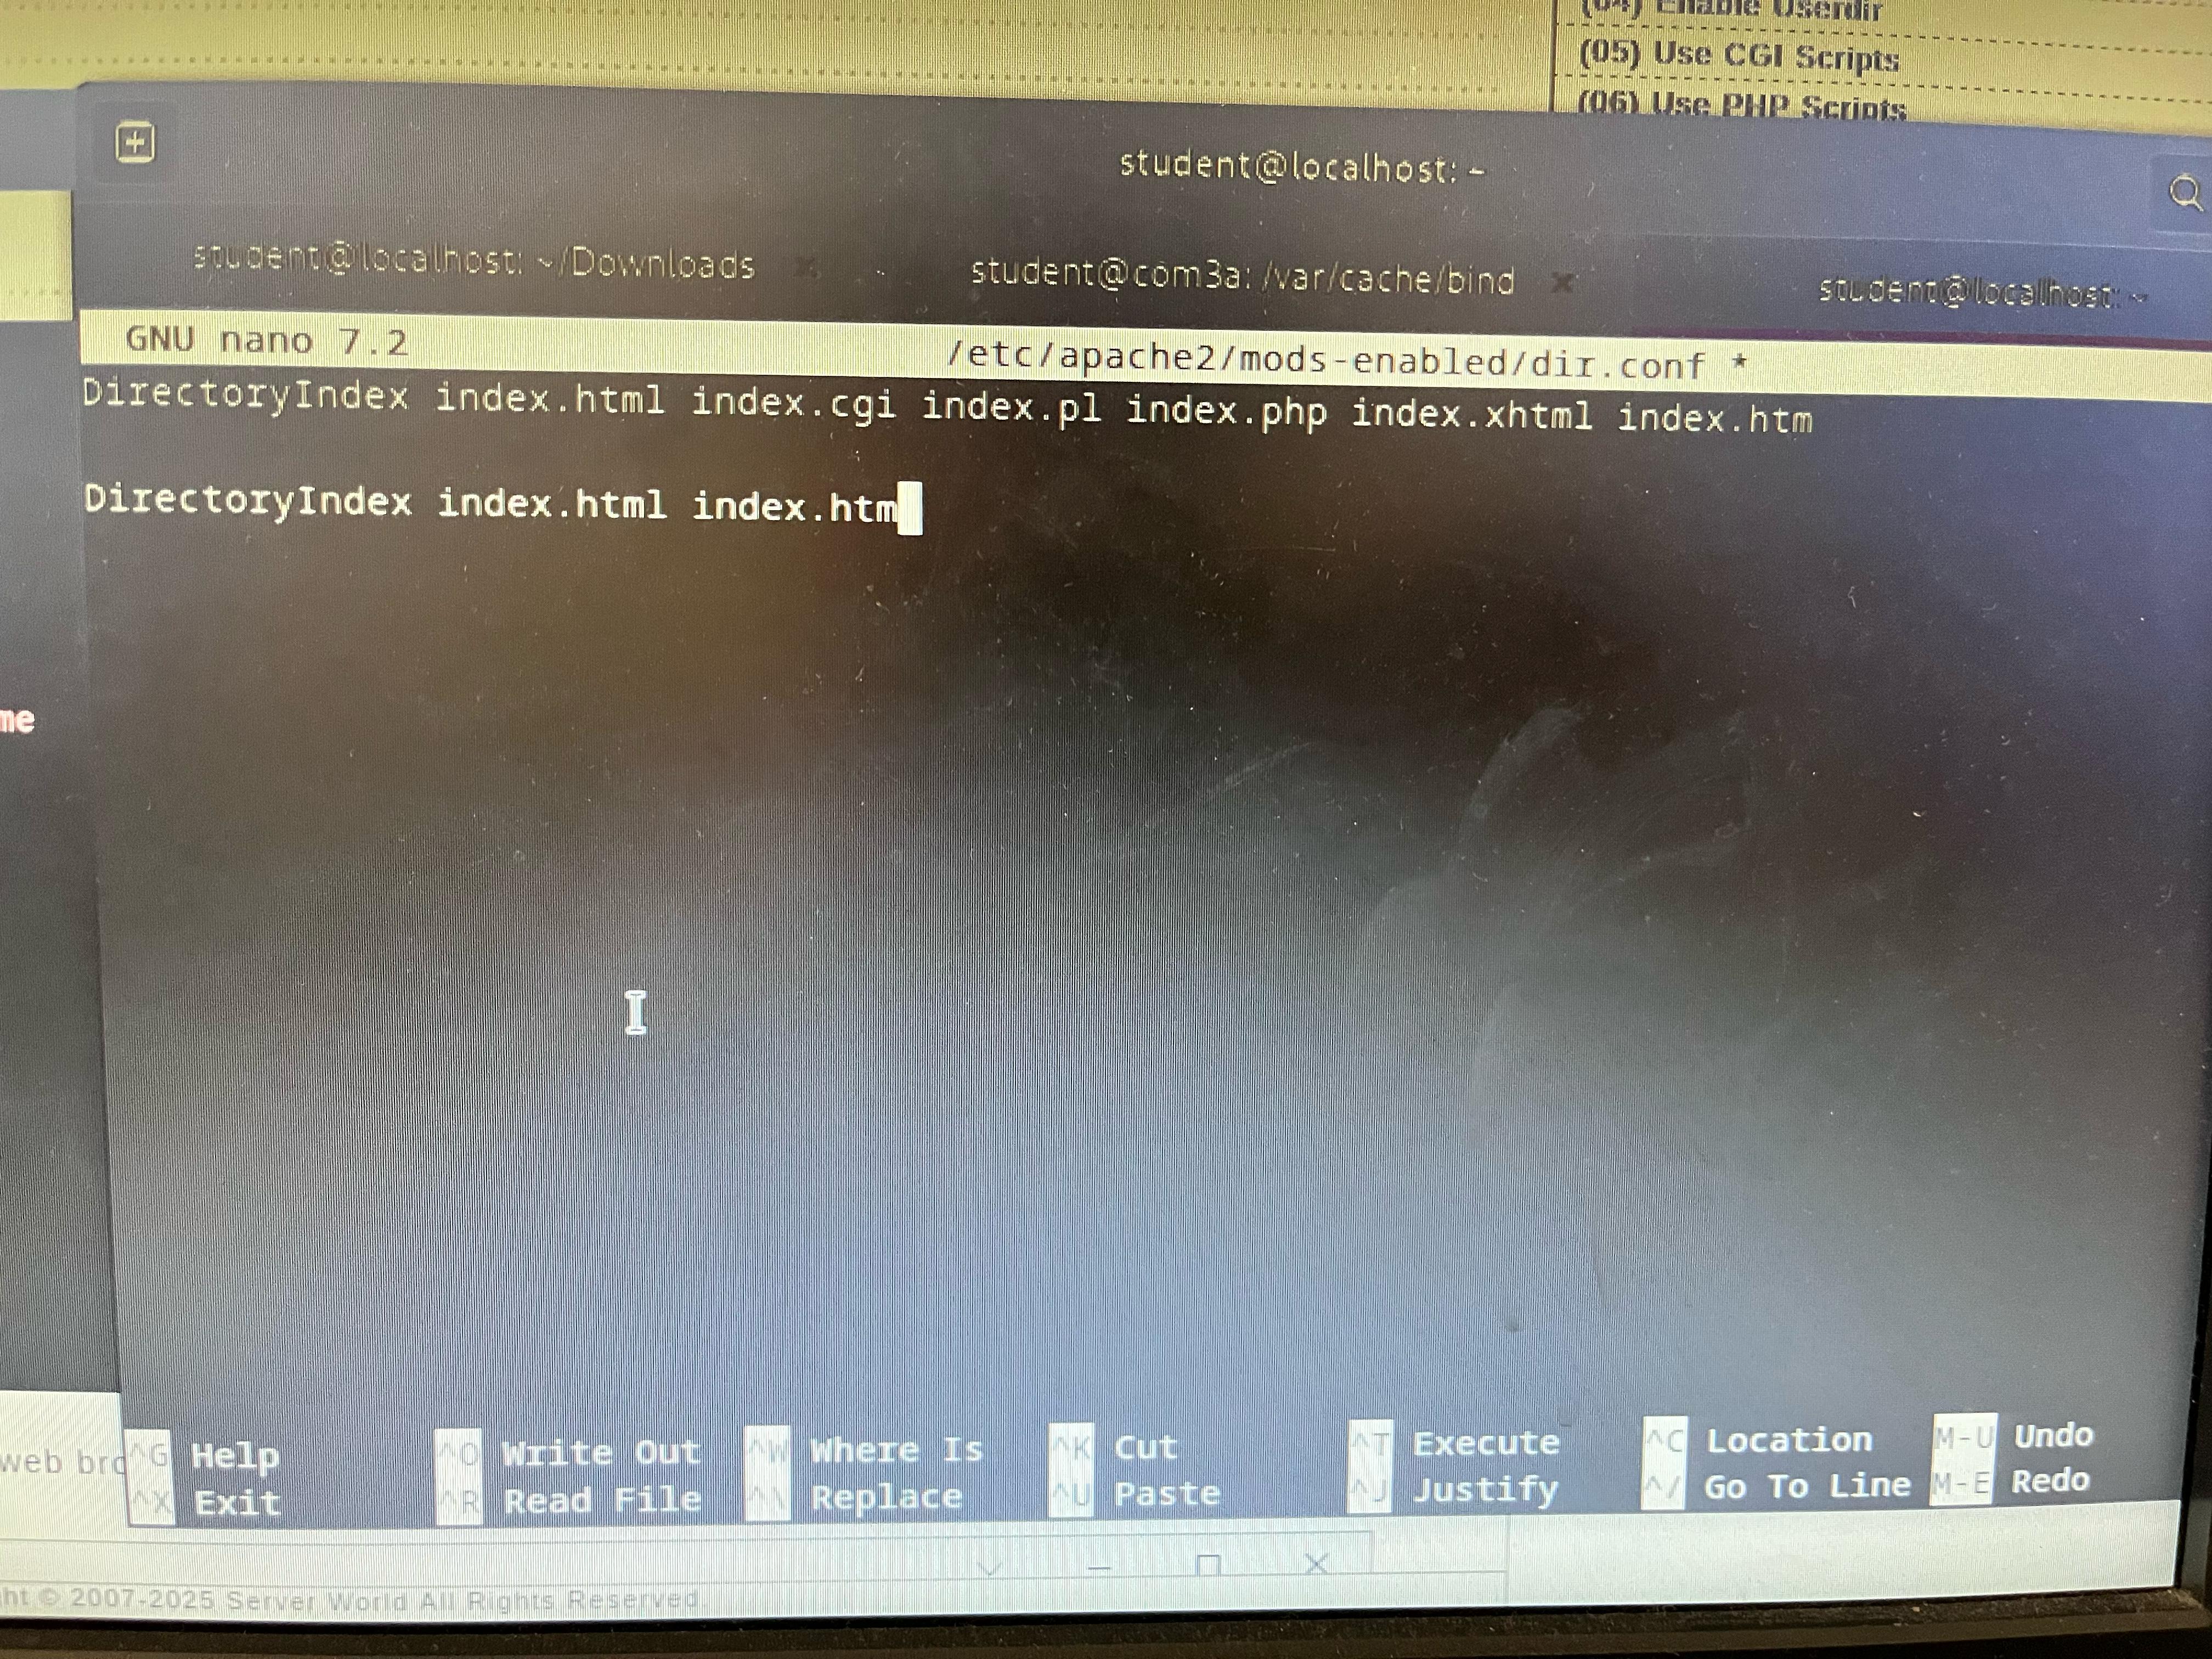 (04) Enable Userdir
(05) Use CGI Scripts
(06) Use PHP Scripts
student@localhost: ~
student@localhost: ~/Downloads
student@com3a: /var/cache/bind
student@localhost: ~
GNU nano 7.2
/etc/apache2/mods-enabled/dir.conf *
DirectoryIndex index.html index.cgi index.pl index.php index.xhtml index.htm
DirectoryIndex index.html index.htm
me
^G Help ^O Write Out ^W Where Is ^K Cut ^T Execute ^C Location M-U Undo
^X Exit ^R Read File ^\ Replace ^U Paste ^J Justify ^/ Go To Line M-E Redo
web bro
ht © 2007-2025 Server World All Rights Reserved.